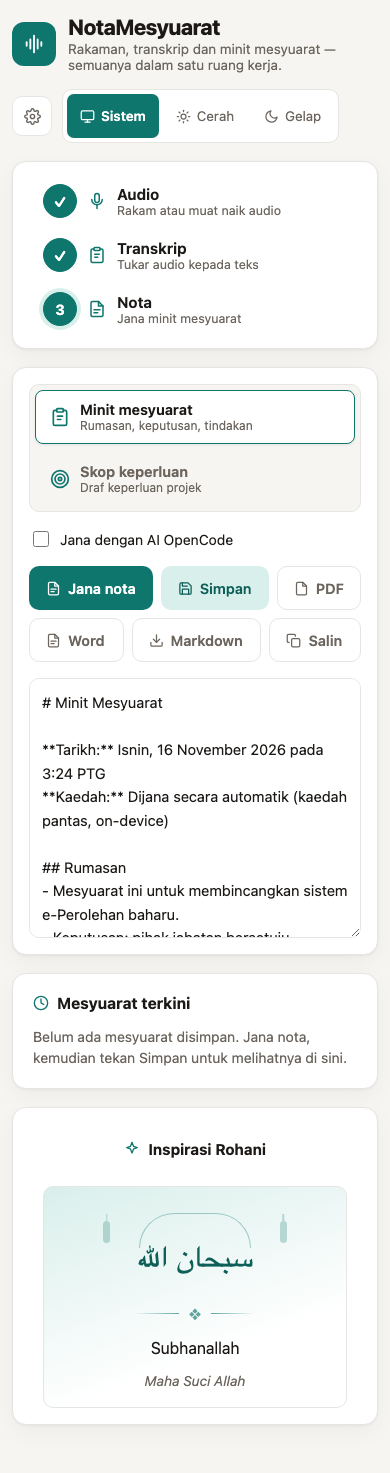 NotaMesyuarat
Rakaman, transkrip dan minit mesyuarat —
semuanya dalam satu ruang kerja.
Sistem
Cerah
Gelap
Audio
Rakam atau muat naik audio
Transkrip
Tukar audio kepada teks
3
Nota
Jana minit mesyuarat
Minit mesyuarat
Rumasan, keputusan, tindakan
Skop keperluan
Draf keperluan projek
Jana dengan AI OpenCode
Jana nota
Simpan
PDF
Word
Markdown
Salin
# Minit Mesyuarat
**Tarikh:** Isnin, 16 November 2026 pada
3:24 PTG
**Kaedah:** Dijana secara automatik (kaedah
pantas, on-device)
## Rumasan
- Mesyuarat ini untuk membincangkan sistem
e-Perolehan baharu.
- Keputusan: pihak jabatan bersetuju
Mesyuarat terkini
Belum ada mesyuarat disimpan. Jana nota,
kemudian tekan Simpan untuk melihatnya di sini.
Inspirasi Rohani
سبحان الله
Subhanallah
Maha Suci Allah